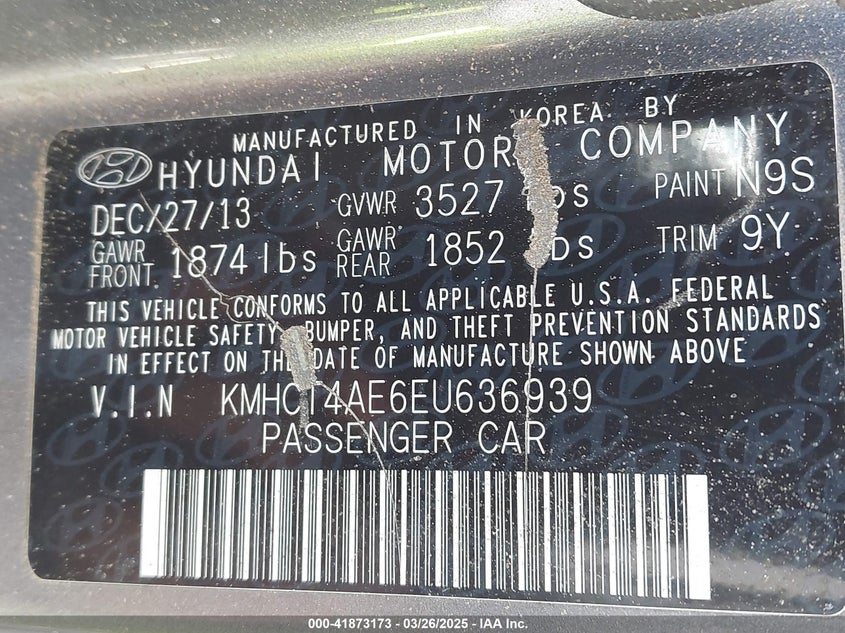 MANUFACTURED IN KOREA BY
HYUNDAI MOTOR COMPANY
DEC/27/13 GVWR 3527 lbs PAINT N9S
GAWR FRONT 1874 lbs GAWR REAR 1852 lbs TRIM 9Y
THIS VEHICLE CONFORMS TO ALL APPLICABLE U.S.A. FEDERAL
MOTOR VEHICLE SAFETY, BUMPER, AND THEFT PREVENTION STANDARDS
IN EFFECT ON THE DATE OF MANUFACTURE SHOWN ABOVE
V.I.N KMHCT4AE6EU636939
PASSENGER CAR
000-41873173 - 03/26/2025 - IAA Inc.